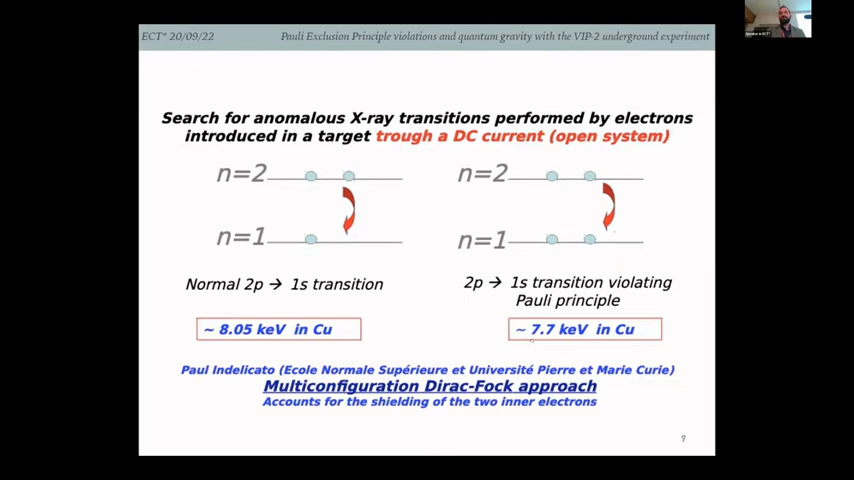 ECT* 20/09/22 Pauli Exclusion Principle violations and quantum gravity with the VIP-2 underground experiment
Search for anomalous X-ray transitions performed by electrons
introduced in a target trough a DC current (open system)
n=2 n=2
n=1 n=1
Normal 2p → 1s transition
2p → 1s transition violating
Pauli principle
~ 8.05 keV in Cu
~ 7.7 keV in Cu
Paul Indelicato (Ecole Normale Supérieure et Université Pierre et Marie Curie)
Multiconfiguration Dirac-Fock approach
Accounts for the shielding of the two inner electrons
9